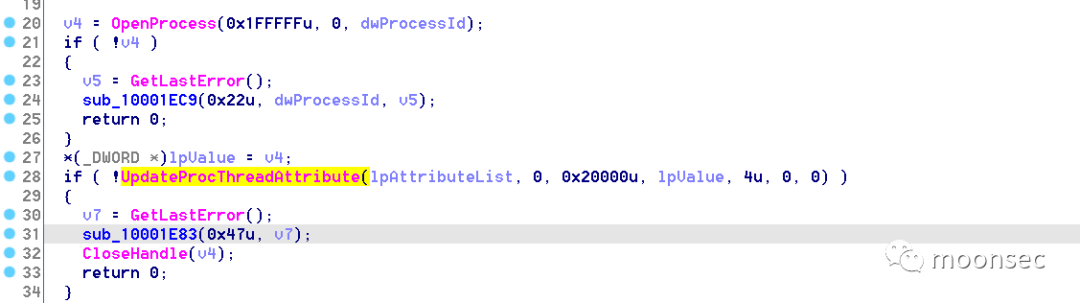 19
20 v4 = OpenProcess(0x1FFFFFu, 0, dwProcessId);
21 if ( !v4 )
22 {
23 v5 = GetLastError();
24 sub_10001EC9(0x22u, dwProcessId, v5);
25 return 0;
26 }
27 *(_DWORD *)lpValue = v4;
28 if ( !UpdateProcThreadAttribute(lpAttributeList, 0, 0x20000u, lpValue, 4u, 0, 0) )
29 {
30 v7 = GetLastError();
31 sub_10001E83(0x47u, v7);
32 CloseHandle(v4);
33 return 0;
34 }
moonsec